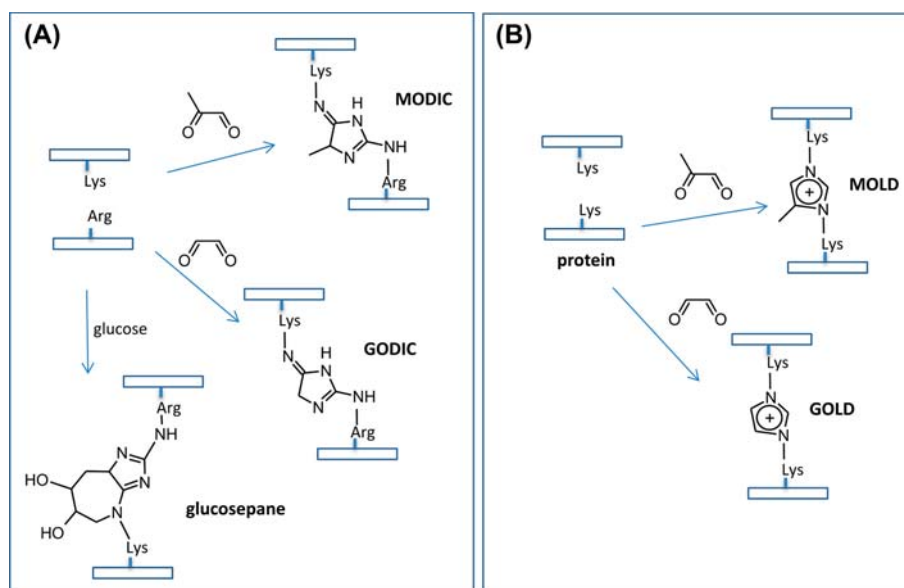 (A)
Lys
H
N
N
N
NH
Arg
MODIC
O
O
Lys
Arg
O
O
glucose
Lys
N
H
N
N
NH
Arg
GODIC
Arg
NH
N
N
N
HO
HO
Lys
glucosepane
(B)
Lys
Lys
protein
O
O
Lys
N
+
N
Lys
MOLD
O
O
Lys
N
+
N
Lys
GOLD